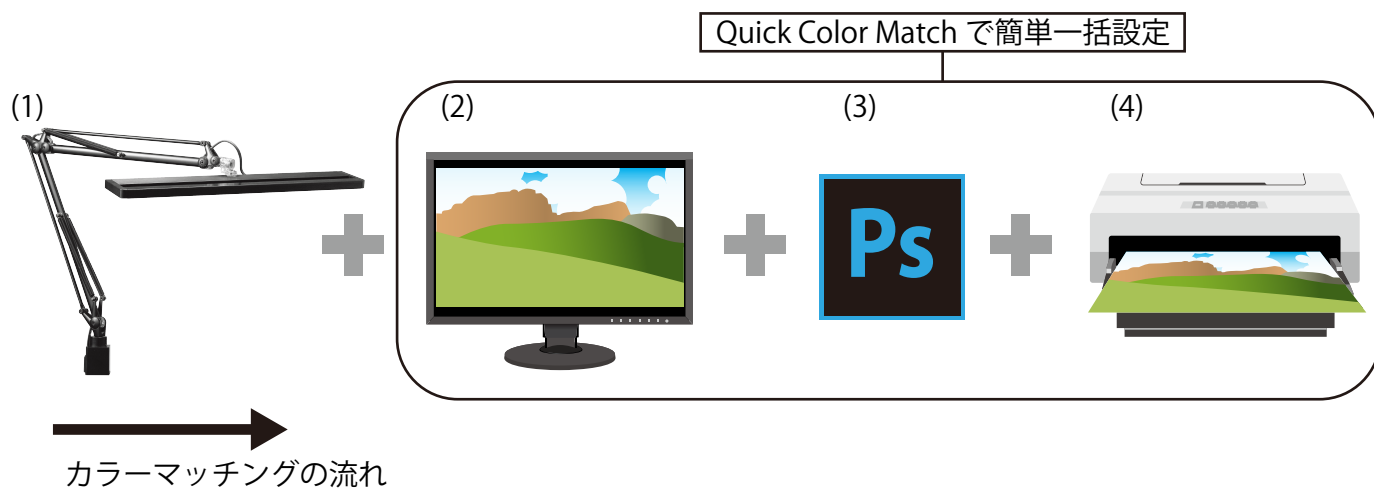 Quick Color Match で簡単一括設定
(1)
(2)
(3)
(4)
Ps
カラーマッチングの流れ